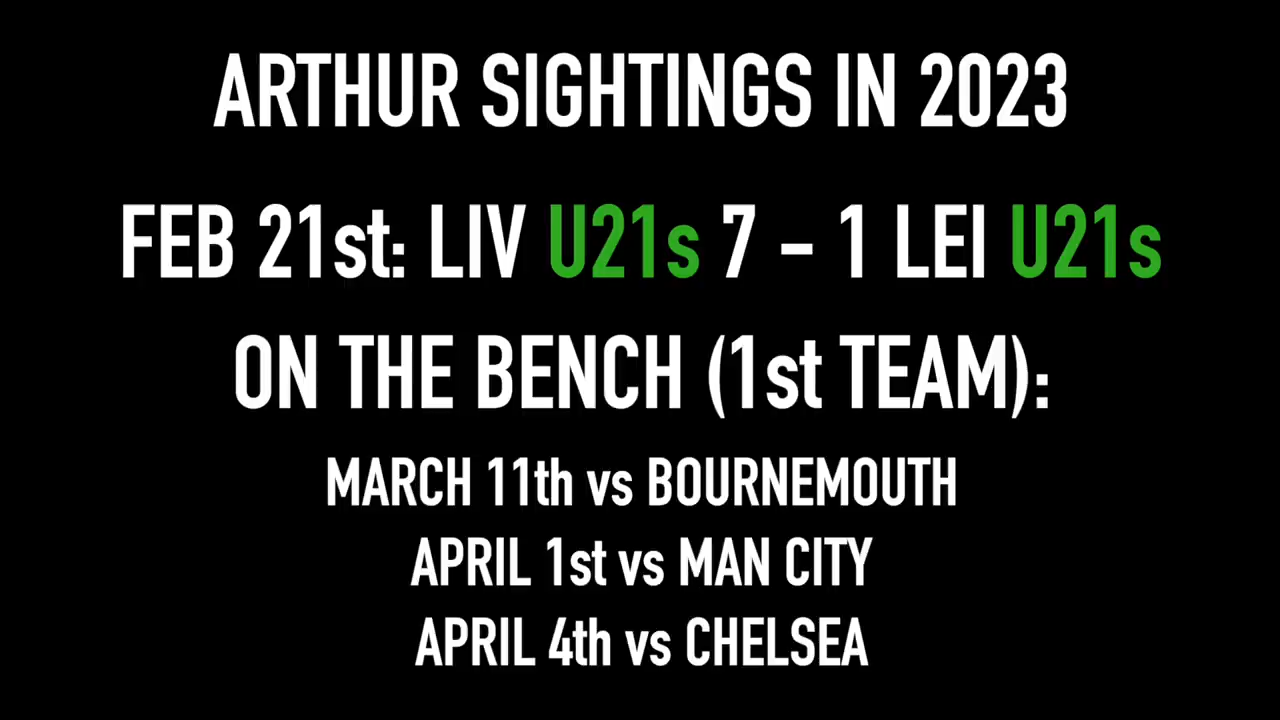 ARTHUR SIGHTINGS IN 2023
FEB 21st: LIV U21s 7 - 1 LEI U21s
ON THE BENCH (1st TEAM):
MARCH 11th vs BOURNEMOUTH
APRIL 1st vs MAN CITY
APRIL 4th vs CHELSEA